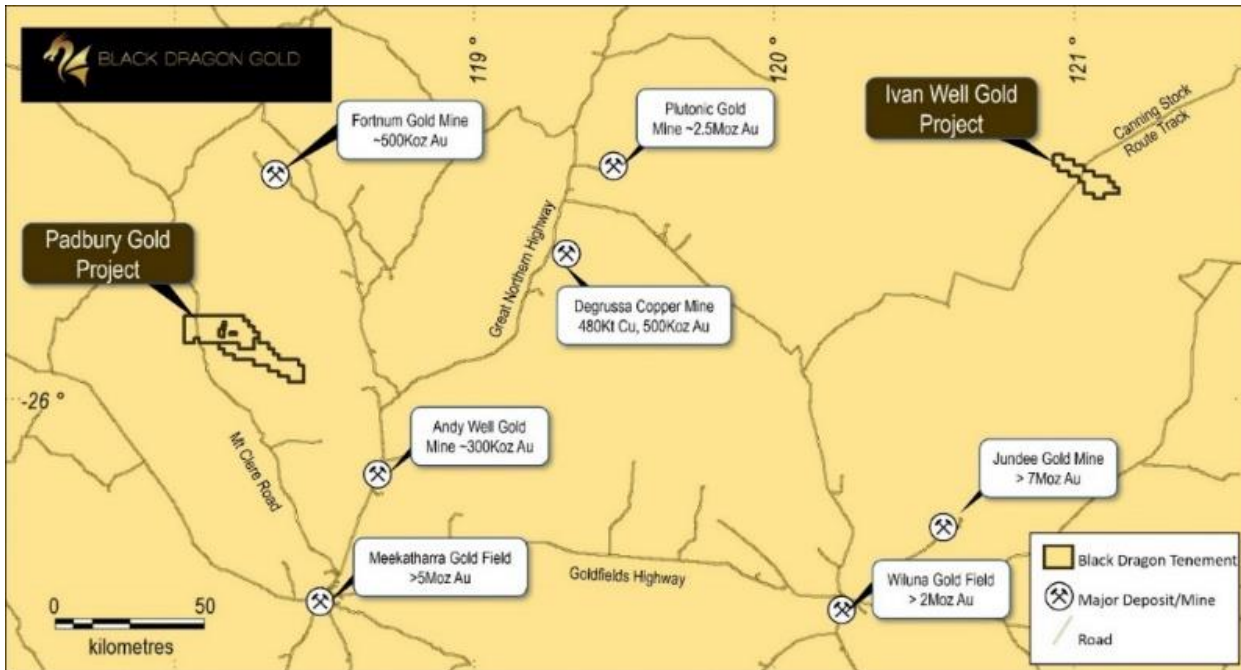 BLACK DRAGON GOLD
119 °
120 °
121 °
Fortnum Gold Mine
~500Koz Au
Plutonic Gold
Mine ~2.5Moz Au
Ivan Well Gold
Project
Canning Stock
Route Track
Padbury Gold
Project
Great Northern Highway
Degrussa Copper Mine
480Kt Cu, 500Koz Au
-26 °
Mt Clere Road
Andy Well Gold
Mine ~300Koz Au
Jundee Gold Mine
> 7Moz Au
Meekatharra Gold Field
>5Moz Au
Goldfields Highway
Wiluna Gold Field
> 2Moz Au
0 50
kilometres
Black Dragon Tenement
Major Deposit/Mine
Road